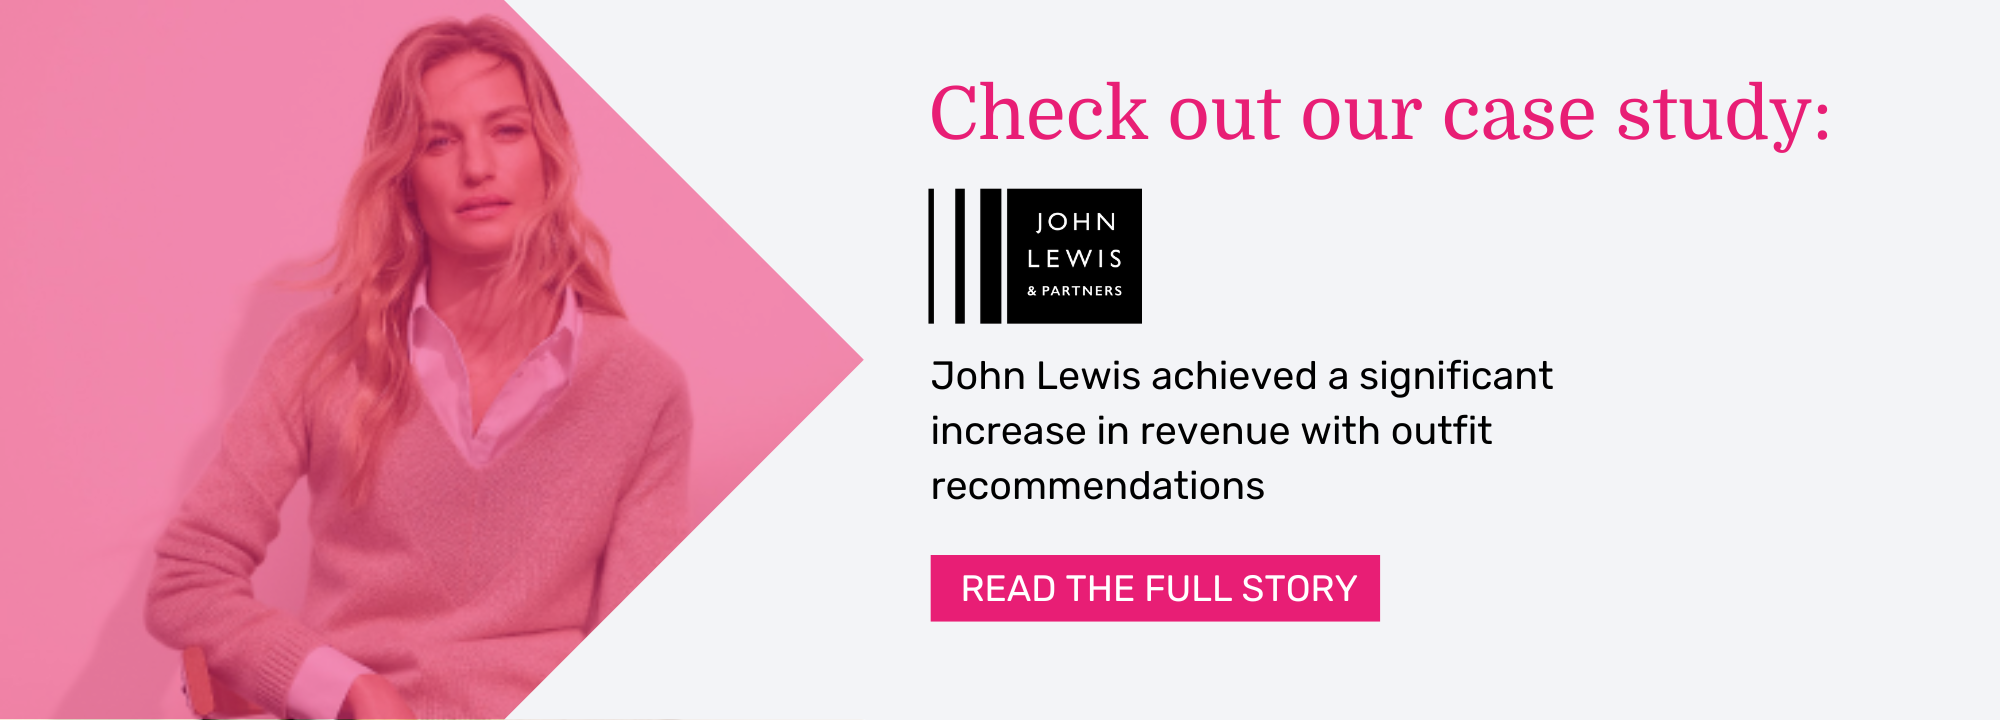 Check out our case study:
JOHN
LEWIS
& PARTNERS
John Lewis achieved a significant
increase in revenue with outfit
recommendations
READ THE FULL STORY